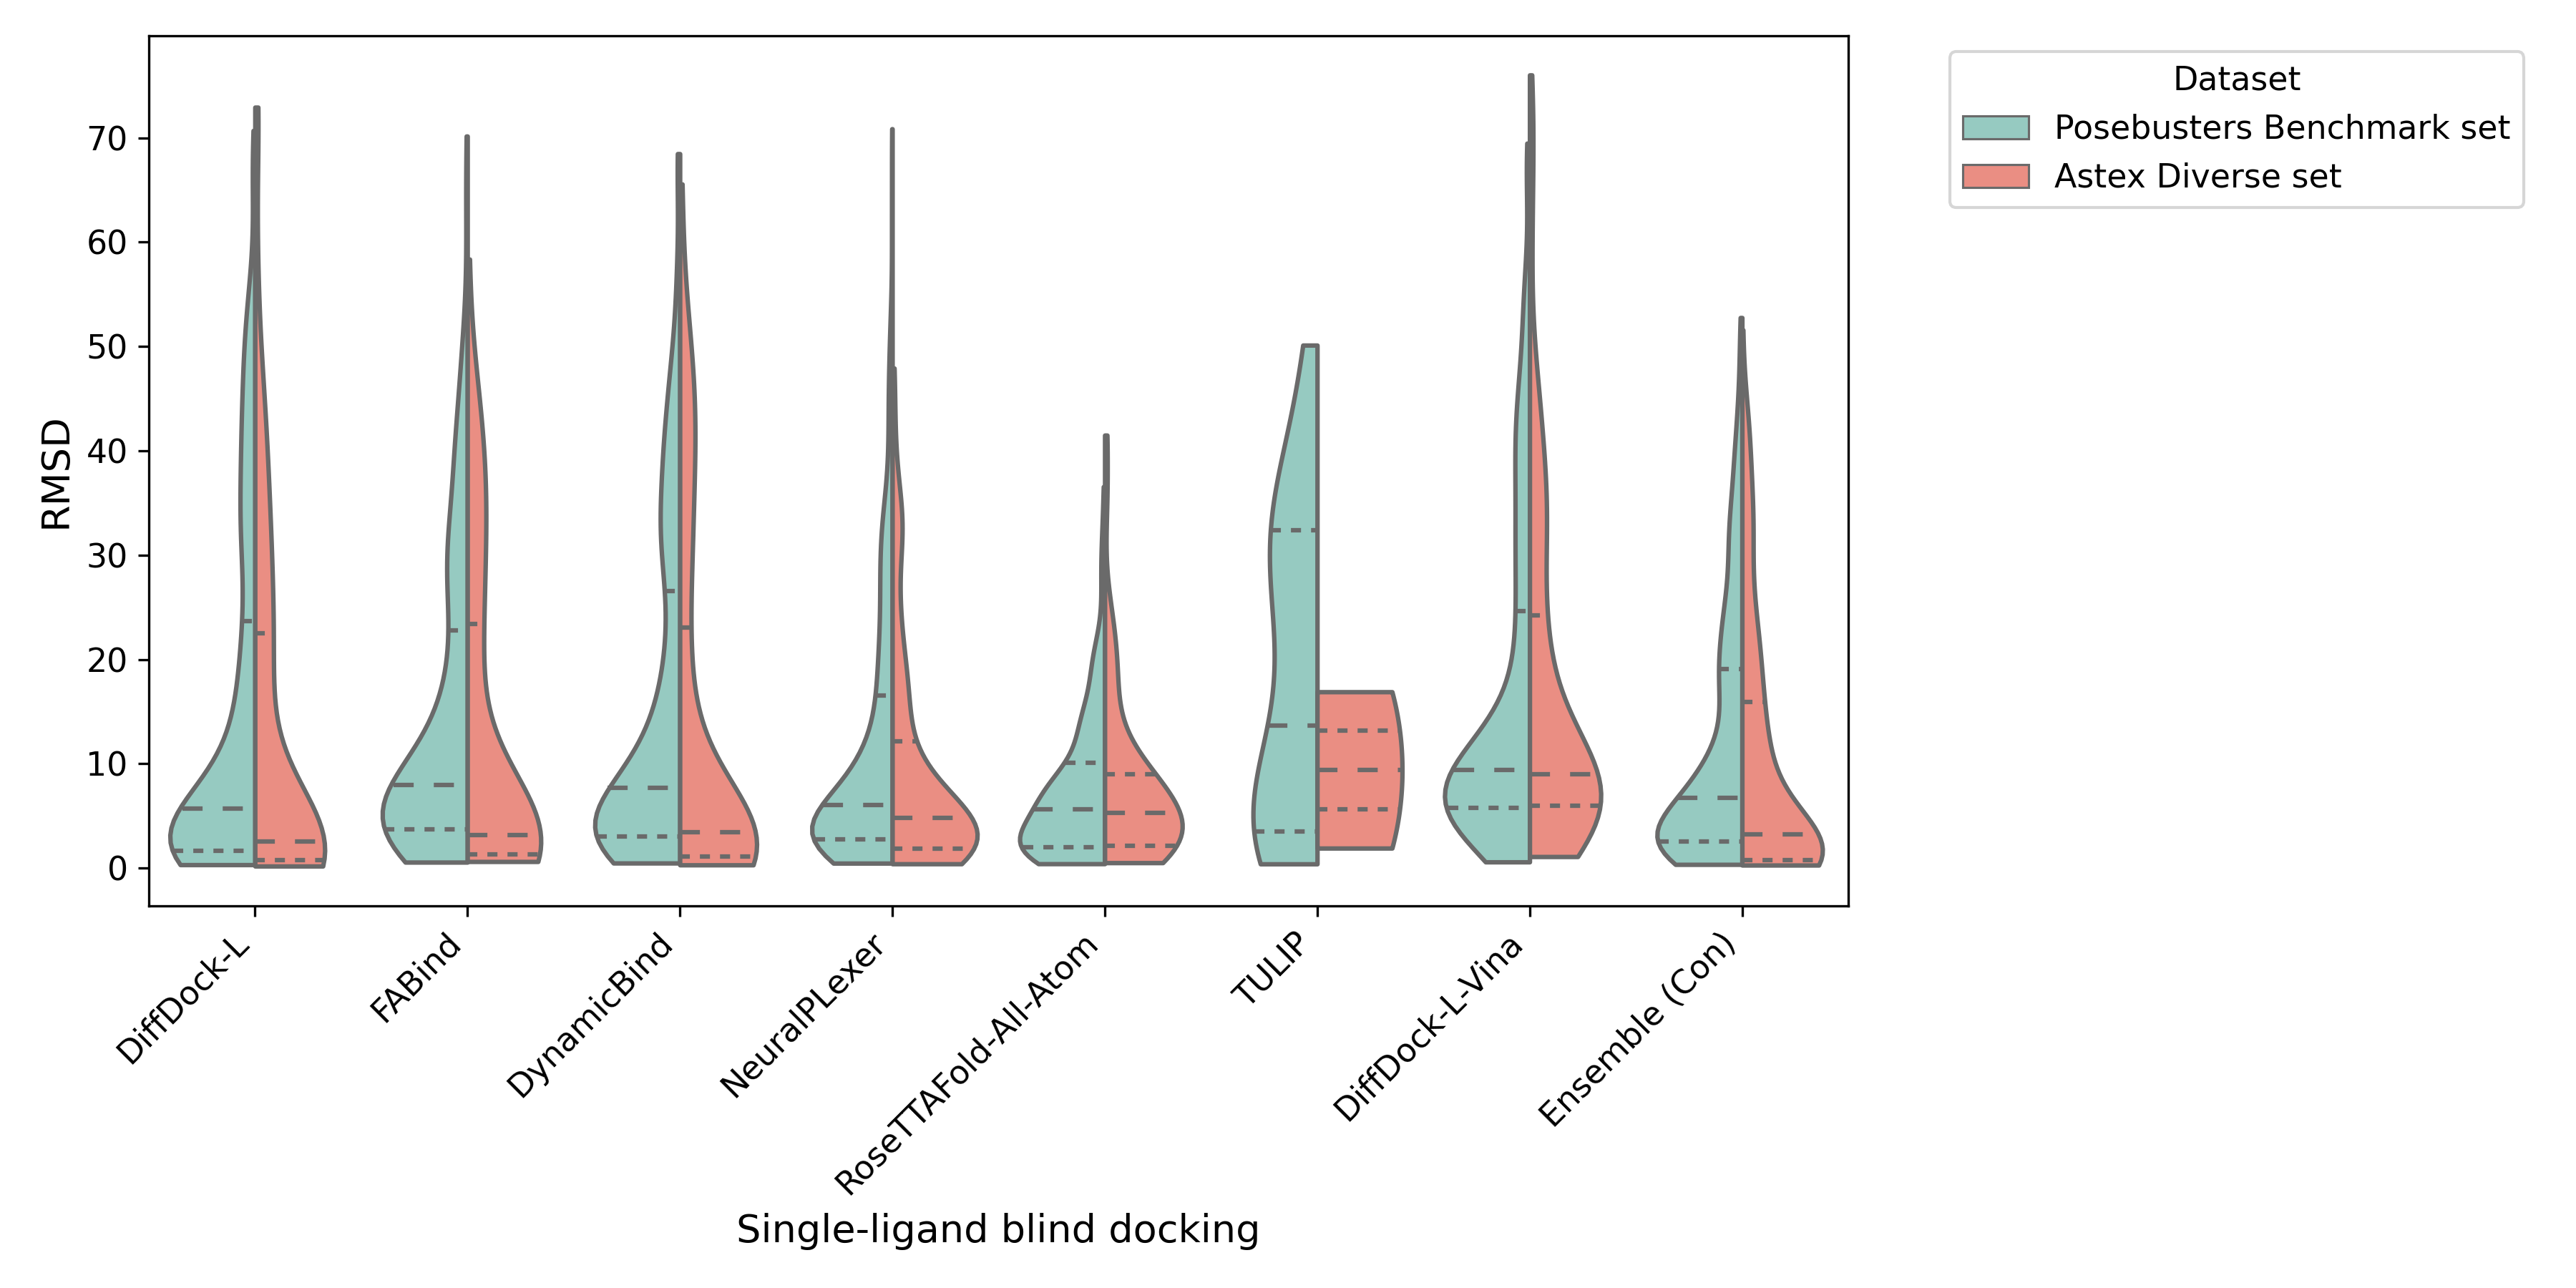 RMSD
70
60
50
40
30
20
10
0
DiffDock-L
FABind
DynamicBind
NeuralPLexer
RoseTTAFold-All-Atom
TULIP
DiffDock-L-Vina
Ensemble (Con)
Single-ligand blind docking
Dataset
Posebusters Benchmark set
Astex Diverse set